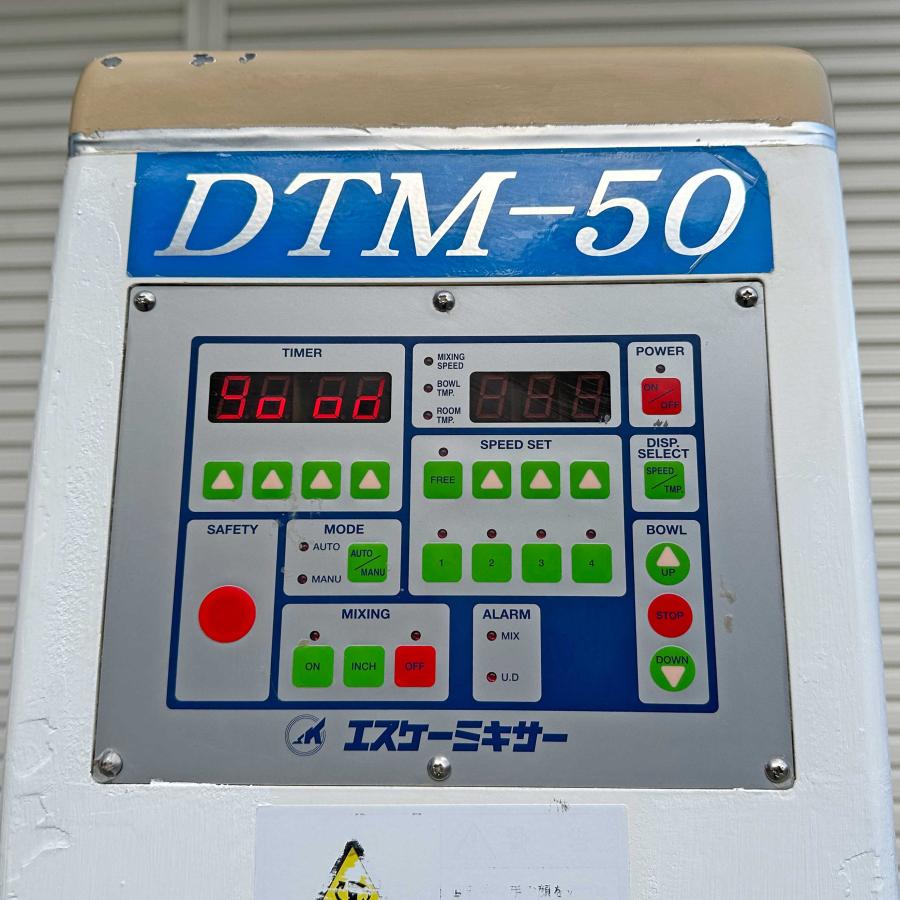 DTM-50
TIMER
go od
MIXING
SPEED
BOWL
TMP.
ROOM
TMP.
POWER
ON
OFF
SPEED SET
FREE
DISP.
SELECT
SPEED
TMP.
1 2 3 4
SAFETY
MODE
AUTO
MANU
AUTO
MANU
BOWL
UP
STOP
DOWN
MIXING
ON INCH OFF
ALARM
MIX
U.D
エスケーミキサー